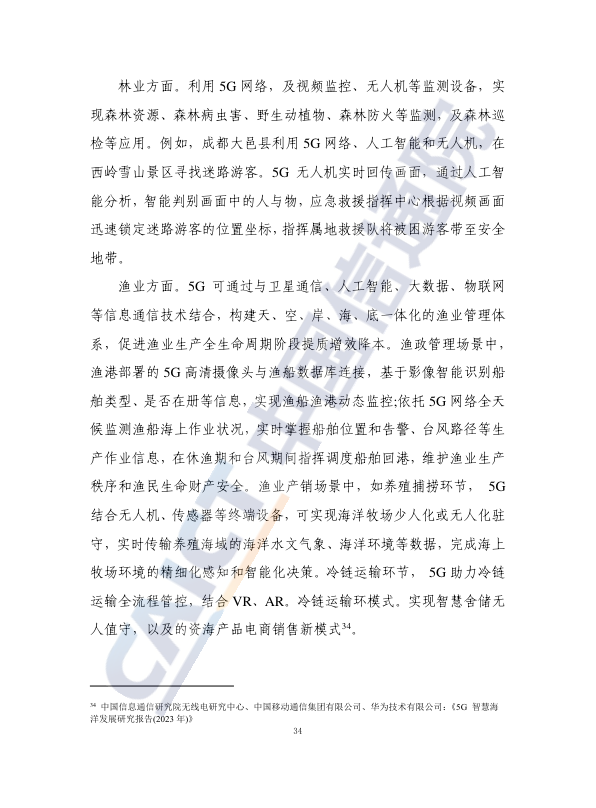 林业方面。利用 5G 网络，及视频监控、无人机等监测设备，实
现森林资源、森林病虫害、野生动植物、森林防火等监测，及森林巡
检等应用。例如，成都大邑县利用 5G 网络、人工智能和无人机，在
西岭雪山景区寻找迷路游客。5G 无人机实时回传画面，通过人工智
能分析，智能判别画面中的人与物，应急救援指挥中心根据视频画面
迅速锁定迷路游客的位置坐标，指挥属地救援队将被困游客带至安全
地带。
渔业方面。5G 可通过与卫星通信、人工智能、大数据、物联网
等信息通信技术结合，构建天、空、岸、海、底一体化的渔业管理体
系，促进渔业生产全生命周期阶段提质增效降本。渔政管理场景中，
渔港部署的 5G 高清摄像头与渔船数据库连接，基于影像智能识别船
舶类型、是否在册等信息，实现渔船渔港动态监控;依托 5G 网络全天
候监测渔船海上作业状况，实时掌握船舶位置和告警、台风路径等生
产作业信息，在休渔期和台风期间指挥调度船舶回港，维护渔业生产
秩序和渔民生命财产安全。渔业产销场景中，如养殖捕捞环节， 5G
结合无人机、传感器等终端设备，可实现海洋牧场少人化或无人化驻
守，实时传输养殖海域的海洋水文气象、海洋环境等数据，完成海上
牧场环境的精细化感知和智能化决策。冷链运输环节， 5G 助力冷链
运输全流程管控，结合 VR、AR。冷链运输环模式。实现智慧舍储无
人值守，以及的资海产品电商销售新模式34。
34 中国信息通信研究院无线电研究中心、中国移动通信集团有限公司、华为技术有限公司：《5G 智慧海
洋发展研究报告(2023 年)》
34
CAICT 中国信通院